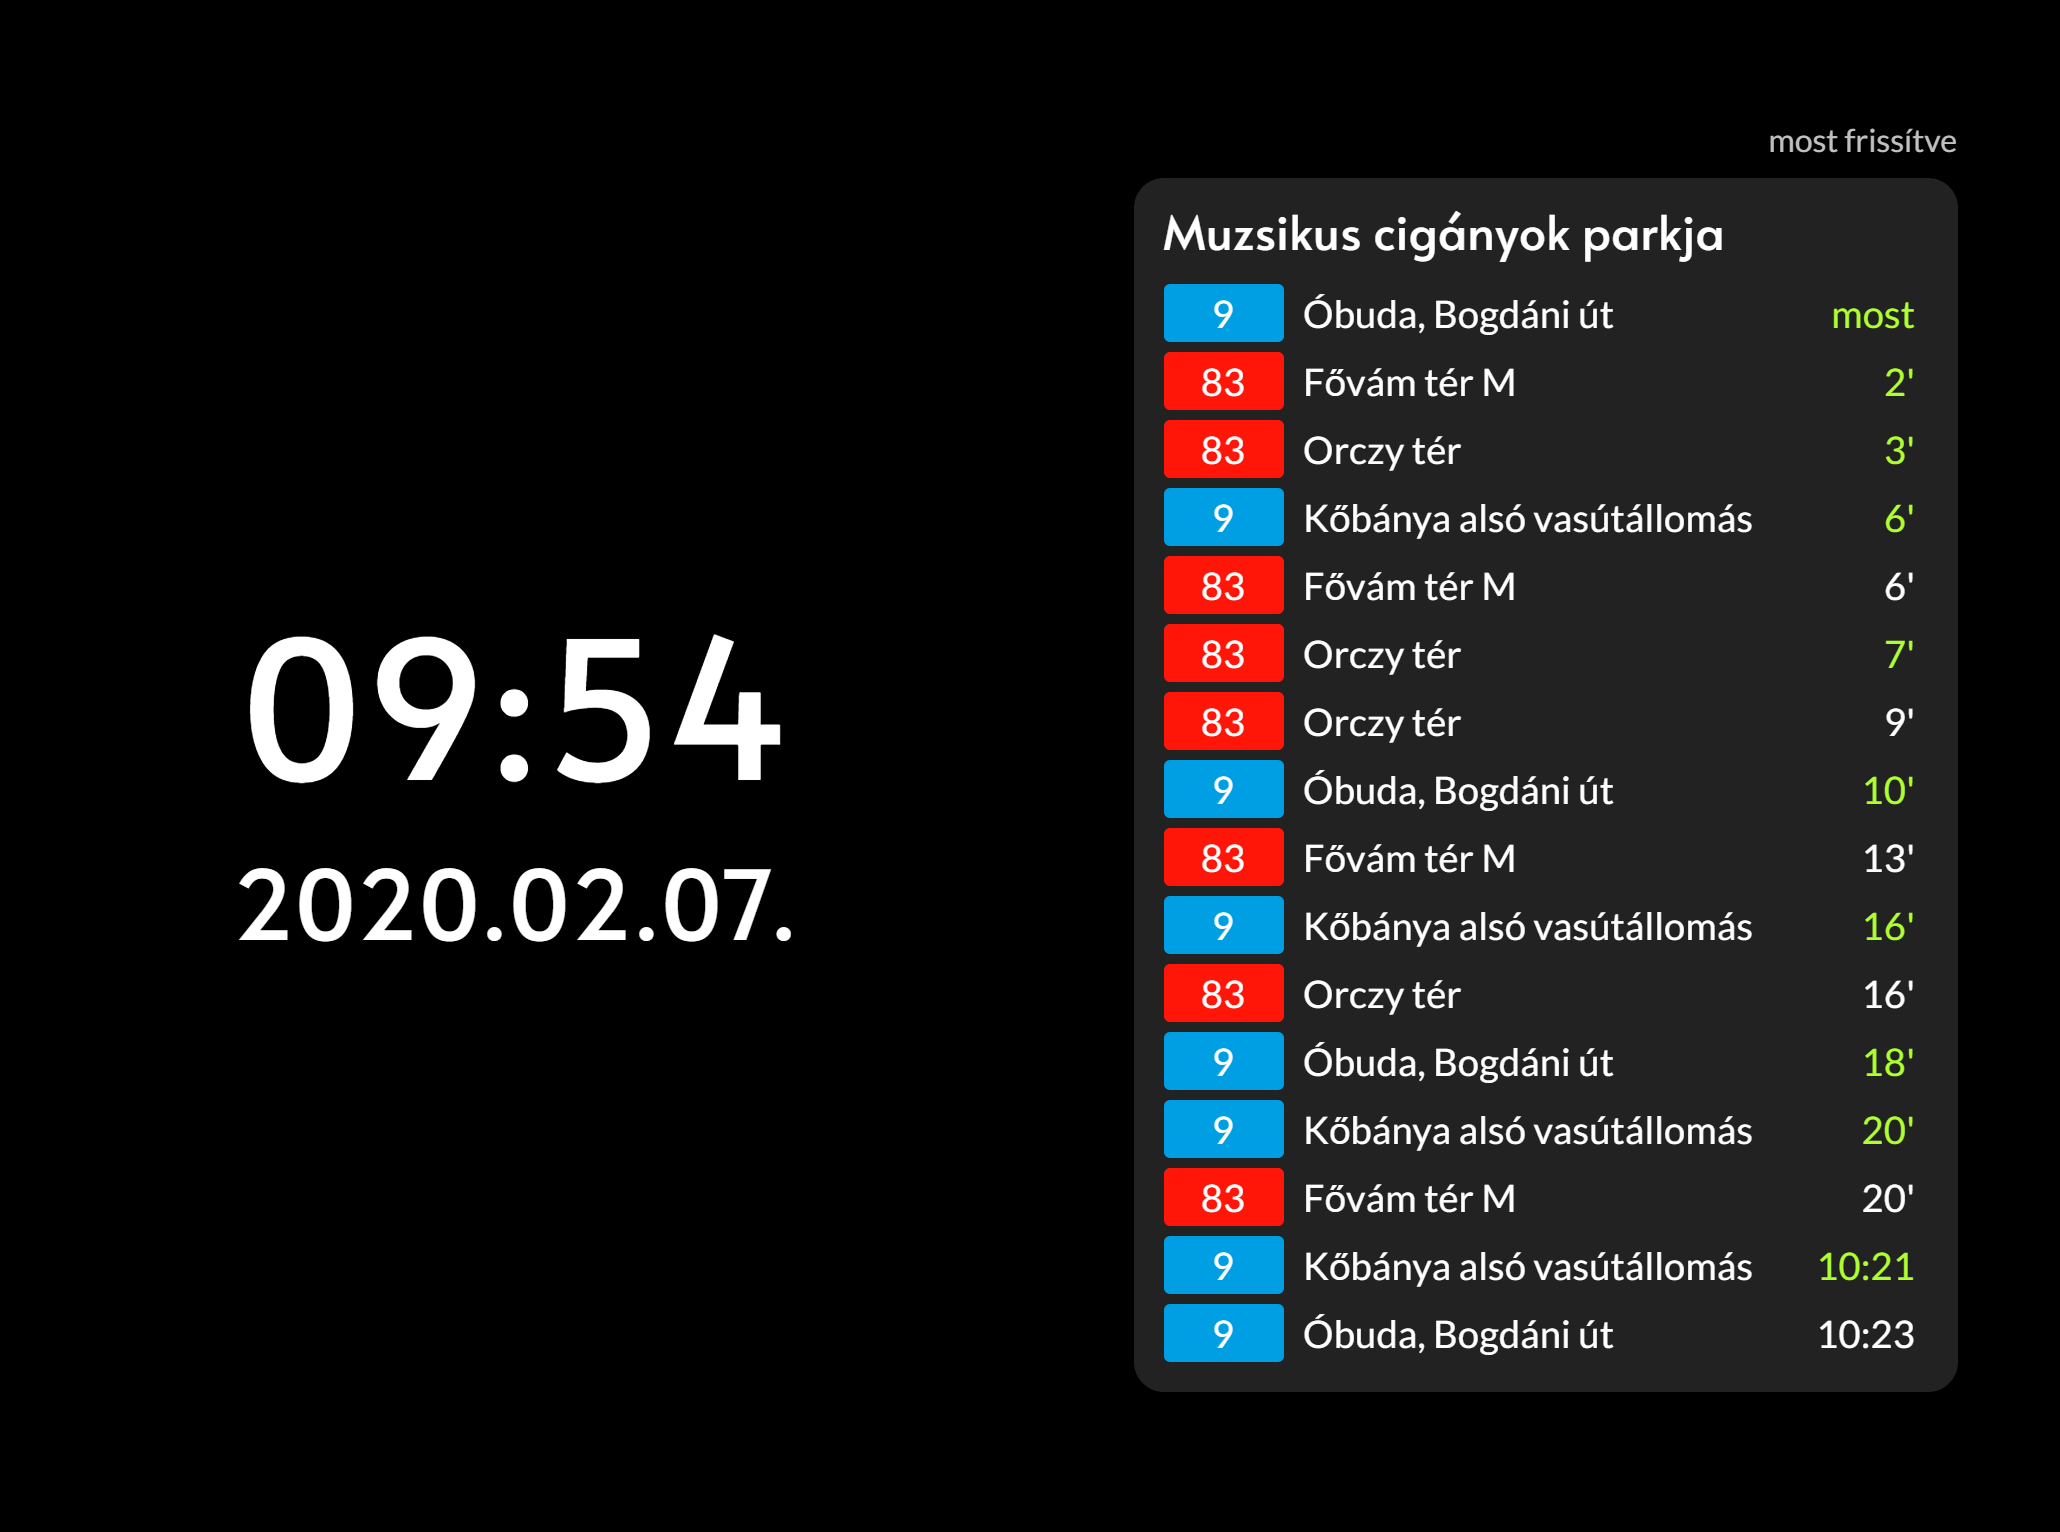 09:54
2020.02.07.
most frissítve
Muzsikus cigányok parkja
9 Óbuda, Bogdáni út most
83 Fővám tér M 2'
83 Orczy tér 3'
9 Kőbánya alsó vasútállomás 6'
83 Fővám tér M 6'
83 Orczy tér 7'
83 Orczy tér 9'
9 Óbuda, Bogdáni út 10'
83 Fővám tér M 13'
9 Kőbánya alsó vasútállomás 16'
83 Orczy tér 16'
9 Óbuda, Bogdáni út 18'
9 Kőbánya alsó vasútállomás 20'
83 Fővám tér M 20'
9 Kőbánya alsó vasútállomás 10:21
9 Óbuda, Bogdáni út 10:23